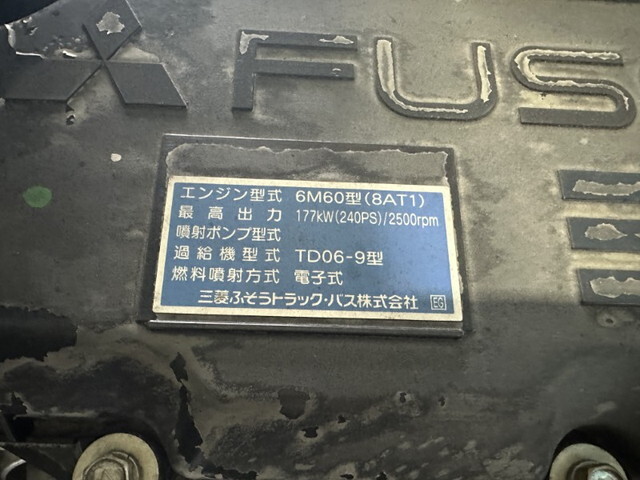 FUS
エンジン型式 6M60型(8AT1)
最高出力 177kW(240PS)/2500rpm
噴射ポンプ型式
過給機型式 TD06-9型
燃料噴射方式 電子式
三菱ふそうトラック・バス株式会社 EG